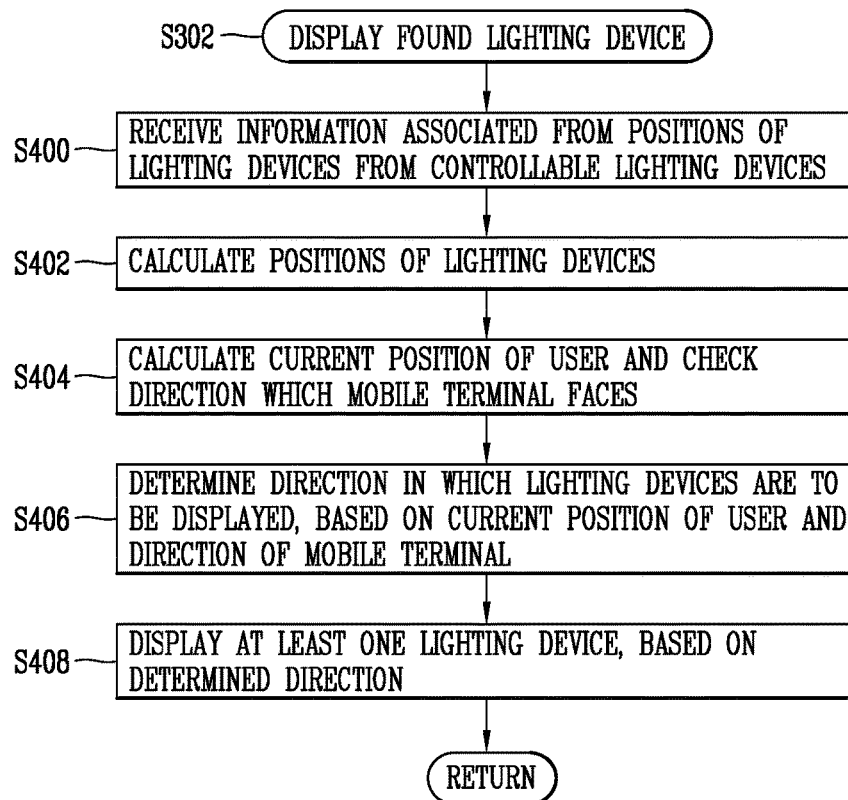 S302
DISPLAY FOUND LIGHTING DEVICE
S400
RECEIVE INFORMATION ASSOCIATED FROM POSITIONS OF
LIGHTING DEVICES FROM CONTROLLABLE LIGHTING DEVICES
S402
CALCULATE POSITIONS OF LIGHTING DEVICES
S404
CALCULATE CURRENT POSITION OF USER AND CHECK
DIRECTION WHICH MOBILE TERMINAL FACES
S406
DETERMINE DIRECTION IN WHICH LIGHTING DEVICES ARE TO
BE DISPLAYED, BASED ON CURRENT POSITION OF USER AND
DIRECTION OF MOBILE TERMINAL
S408
DISPLAY AT LEAST ONE LIGHTING DEVICE, BASED ON
DETERMINED DIRECTION
RETURN